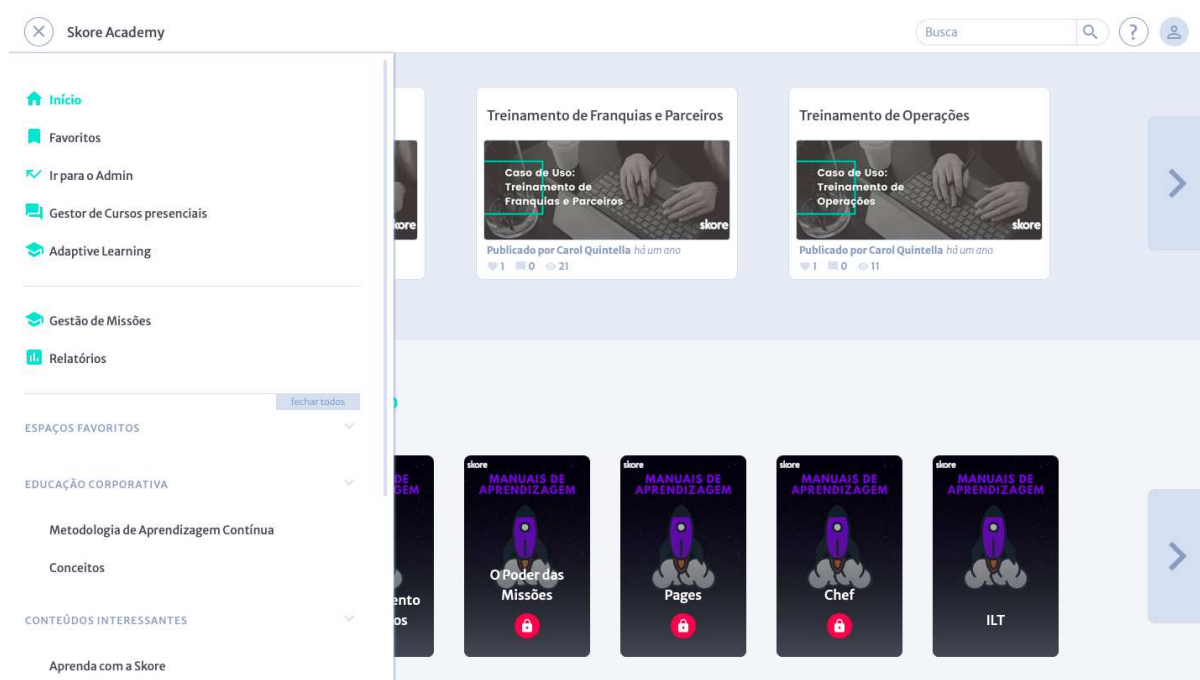 Skore Academy
Busca
?
Início
Favoritos
Ir para o Admin
Gestor de Cursos presenciais
Adaptive Learning
Gestão de Missões
Relatórios
fechar todos
ESPAÇOS FAVORITOS
EDUCAÇÃO CORPORATIVA
Metodologia de Aprendizagem Contínua
Conceitos
CONTEÚDOS INTERESSANTES
Aprenda com a Skore
kore
Treinamento de Franquias e Parceiros
Caso de Uso:
Treinamento de
Franquias e Parceiros
skore
Publicado por Carol Quintella há um ano
1 0 21
Treinamento de Operações
Caso de Uso:
Treinamento de
Operações
skore
Publicado por Carol Quintella há um ano
1 0 11
DE
GEM
ento
os
skore
MANUAIS DE
APRENDIZAGEM
O Poder das
Missões
skore
MANUAIS DE
APRENDIZAGEM
Pages
skore
MANUAIS DE
APRENDIZAGEM
Chef
skore
MANUAIS DE
APRENDIZAGEM
ILT